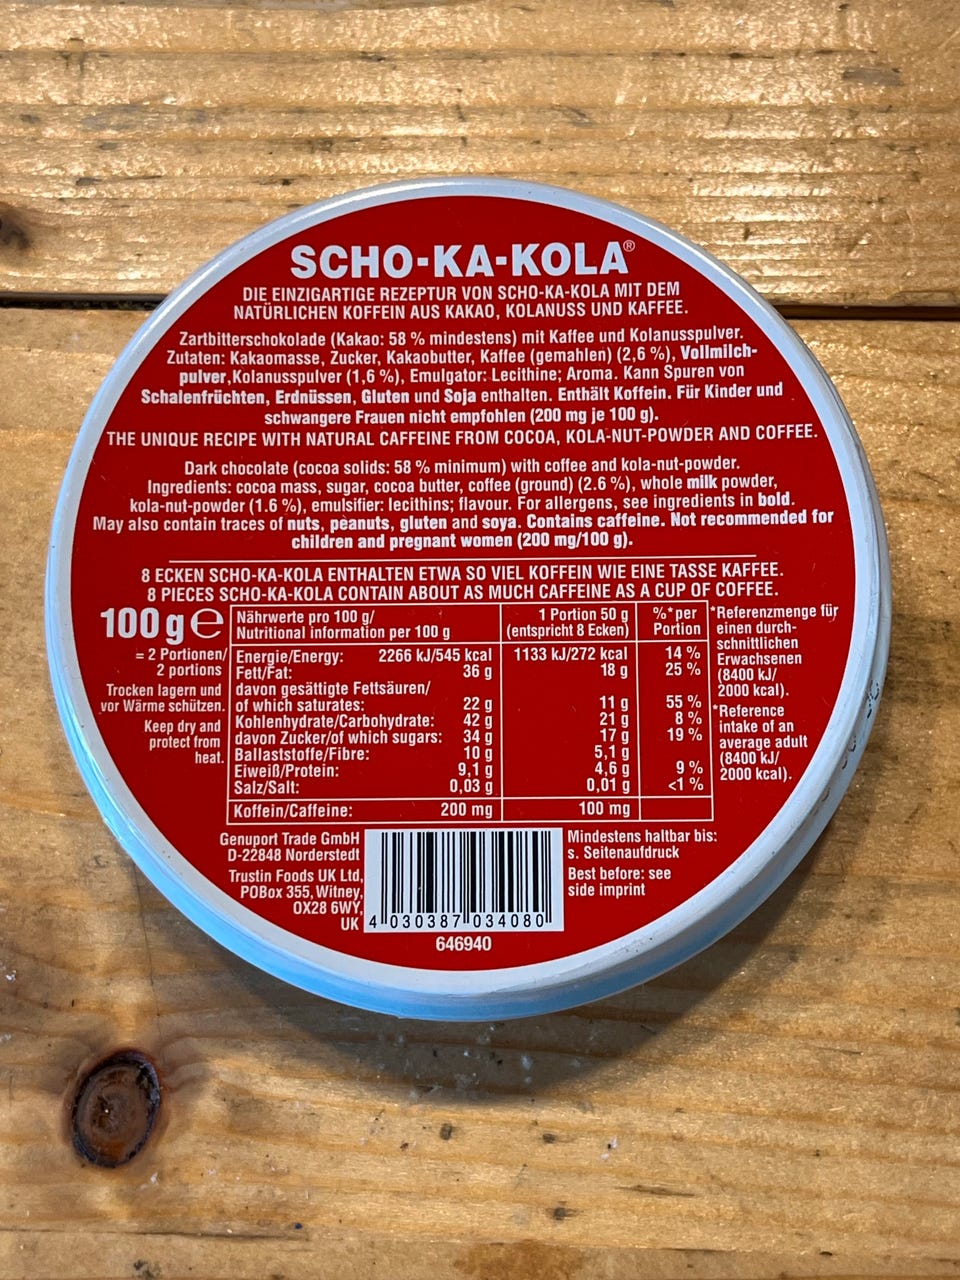 SCHO-KA-KOLA®
DIE EINZIGARTIGE REZEPTUR VON SCHO-KA-KOLA MIT DEM
NATÜRLICHEN KOFFEIN AUS KAKAO, KOLANUSS UND KAFFEE.
Zartbitterschokolade (Kakao: 58 % mindestens) mit Kaffee und Kolanusspulver.
Zutaten: Kakaomasse, Zucker, Kakaobutter, Kaffee (gemahlen) (2,6 %), Vollmilch-
pulver,Kolanusspulver (1,6 %), Emulgator: Lecithine; Aroma. Kann Spuren von
Schalenfrüchten, Erdnüssen, Gluten und Soja enthalten. Enthält Koffein. Für Kinder und
schwangere Frauen nicht empfohlen (200 mg je 100 g).
THE UNIQUE RECIPE WITH NATURAL CAFFEINE FROM COCOA, KOLA-NUT-POWDER AND COFFEE.
Dark chocolate (cocoa solids: 58 % minimum) with coffee and kola-nut-powder.
Ingredients: cocoa mass, sugar, cocoa butter, coffee (ground) (2.6 %), whole milk powder,
kola-nut-powder (1.6 %), emulsifier: lecithins; flavour. For allergens, see ingredients in bold.
May also contain traces of nuts, peanuts, gluten and soya. Contains caffeine. Not recommended for
children and pregnant women (200 mg/100 g).
8 ECKEN SCHO-KA-KOLA ENTHALTEN ETWA SO VIEL KOFFEIN WIE EINE TASSE KAFFEE.
8 PIECES SCHO-KA-KOLA CONTAIN ABOUT AS MUCH CAFFEINE AS A CUP OF COFFEE.
100 g e
= 2 Portionen/
2 portions
Trocken lagern und
vor Wärme schützen.
Keep dry and
protect from
heat.
Nährwerte pro 100 g/
Nutritional information per 100 g
1 Portion 50 g
(entspricht 8 Ecken)
%* per
Portion
Energie/Energy: 2266 kJ/545 kcal 1133 kJ/272 kcal 14 %
Fett/Fat: 36 g 18 g 25 %
davon gesättigte Fettsäuren/
of which saturates: 22 g 11 g 55 %
Kohlenhydrate/Carbohydrate: 42 g 21 g 8 %
davon Zucker/of which sugars: 34 g 17 g 19 %
Ballaststoffe/Fibre: 10 g 5,1 g
Eiweiß/Protein: 9,1 g 4,6 g 9 %
Salz/Salt: 0,03 g 0,01 g <1 %
Koffein/Caffeine: 200 mg 100 mg
*Referenzmenge für
einen durch-
schnittlichen
Erwachsenen
(8400 kJ/
2000 kcal).
*Reference
intake of an
average adult
(8400 kJ/
2000 kcal).
Genuport Trade GmbH
D-22848 Norderstedt
Trustin Foods UK Ltd,
POBox 355, Witney,
OX28 6WY,
UK
4 030387 034080
646940
Mindestens haltbar bis:
s. Seitenaufdruck
Best before: see
side imprint